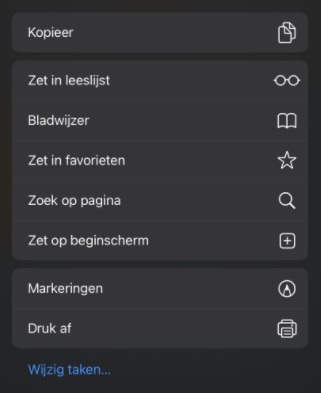 Kopieer
Zet in leeslijst
Bladwijzer
Zet in favorieten
Zoek op pagina
Zet op beginscherm
Markeringen
Druk af
Wijzig taken...